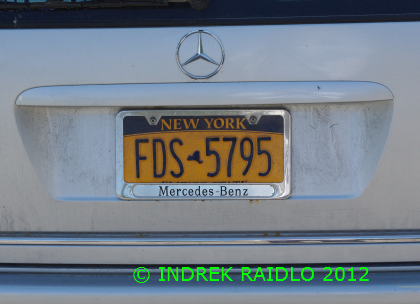 NEW YORK
FDS 5795
Mercedes-Benz
© INDREK RAIDLO 2012